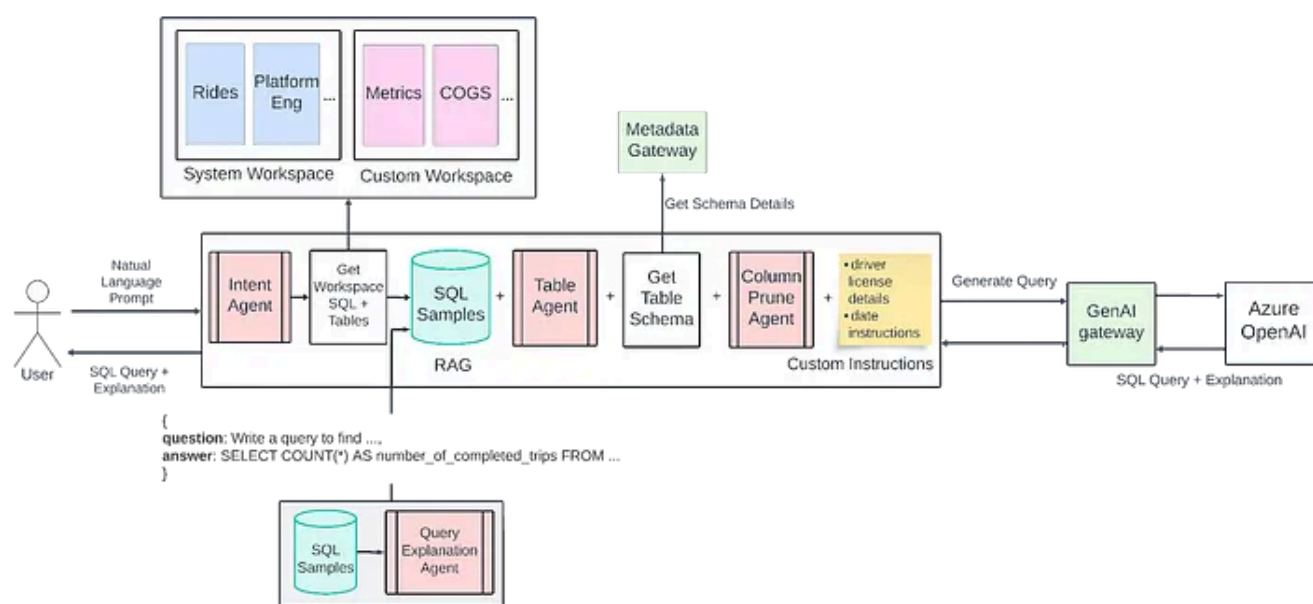 Rides
Platform
Eng
...
Metrics
COGS
...
System Workspace
Custom Workspace
Metadata
Gateway
Get Schema Details
Natual
Language
Prompt
User
SQL Query +
Explanation
Intent
Agent
Get
Workspace
SQL +
Tables
SQL
Samples
RAG
+
Table
Agent
+
Get
Table
Schema
+
Column
Prune
Agent
+
•driver
license
details
•date
instructions
Custom Instructions
Generate Query
GenAI
gateway
Azure
OpenAI
SQL Query + Explanation
{
question: Write a query to find ...,
answer: SELECT COUNT(*) AS number_of_completed_trips FROM ...
}
SQL
Samples
Query
Explanation
Agent